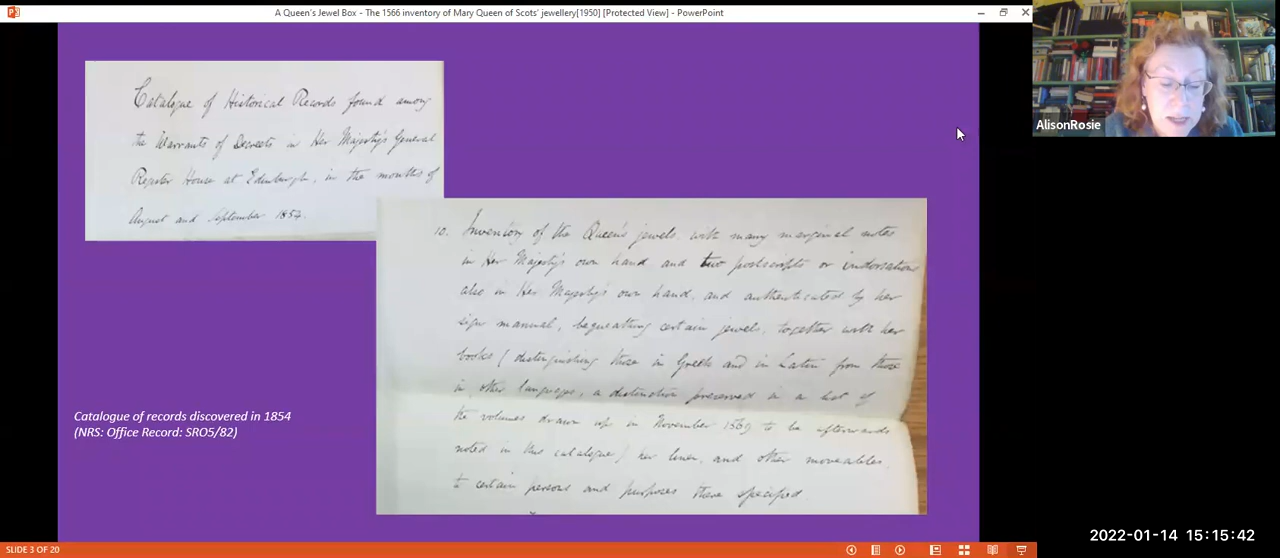 A Queen's Jewel Box - The 1566 inventory of Mary Queen of Scots' jewellery[1950] [Protected View] - PowerPoint
AlisonRosie
Catalogue of Historical Records found among
the Warrants of Decreets in Her Majesty's General
Register House at Edinburgh, in the months of
August and September 1854.
10. Inventory of the Queen's jewels, with many marginal notes
in Her Majesty's own hand, and two postscripts or indorsations
also in Her Majesty's own hand, and authenticated by her
sign manual, bequeathing certain jewels, together with her
books (distinguishing those in Greek and in Latin from those
in other languages, a distinction preserved in a list of
the volumes drawn up in November 1569 to be afterwards
noted in this catalogue) her linen, and other moveables,
to certain persons and purposes there specified
Catalogue of records discovered in 1854
(NRS: Office Record: SRO5/82)
SLIDE 3 OF 20
2022-01-14 15:15:42